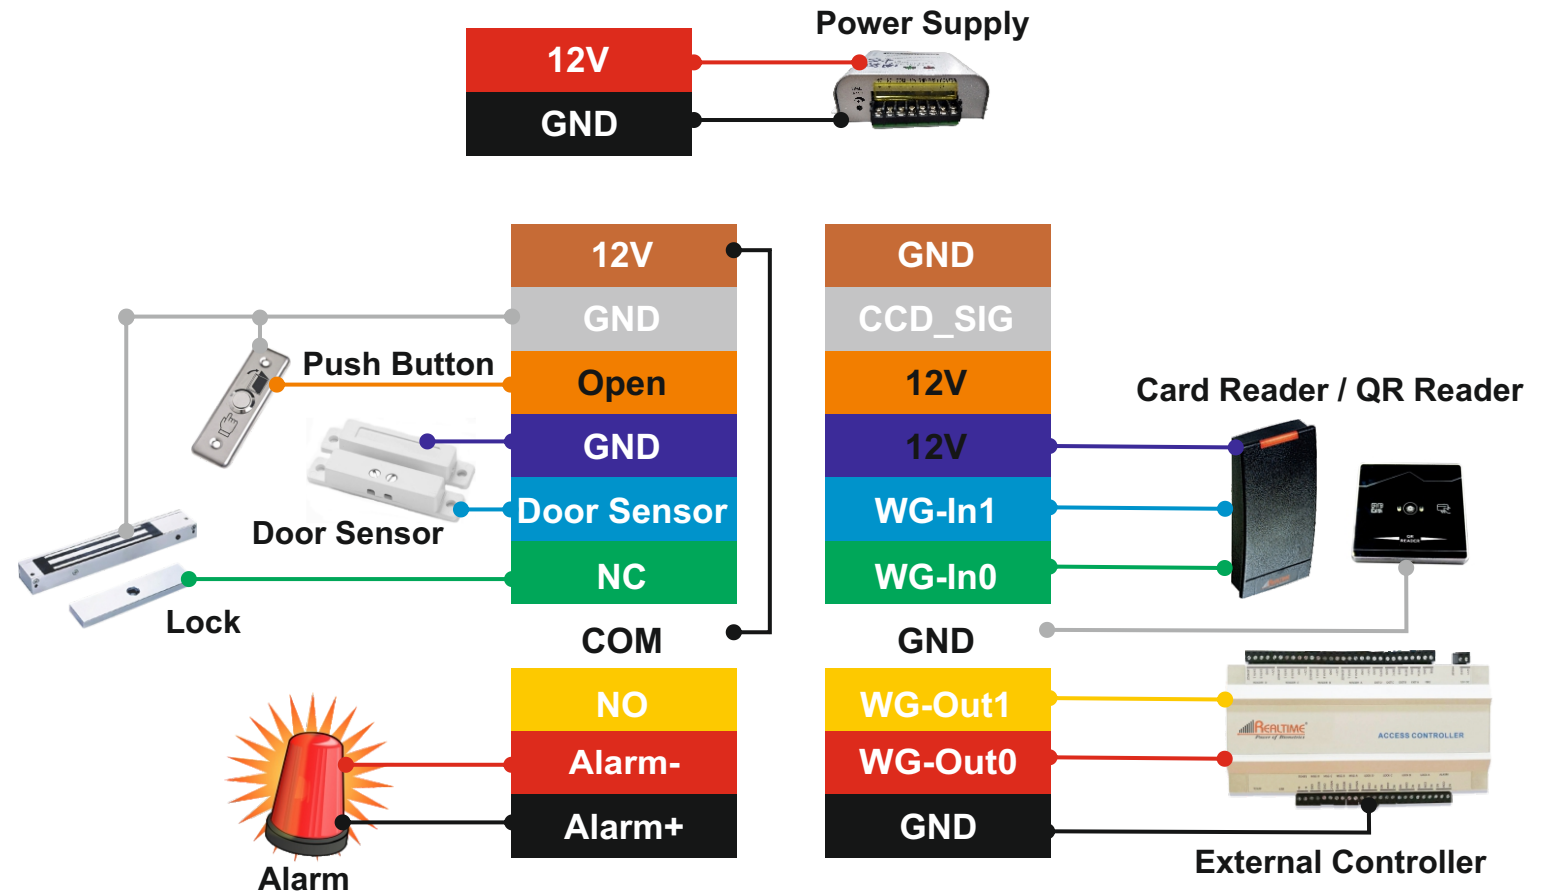 Power Supply
12V
GND
12V
GND
Open
GND
Door Sensor
NC
COM
NO
Alarm-
Alarm+
Push Button
Door Sensor
Lock
Alarm
GND
CCD_SIG
12V
12V
WG-In1
WG-In0
GND
WG-Out1
WG-Out0
GND
Card Reader / QR Reader
QR
READER
REALTIME
ACCESS CONTROLLER
External Controller